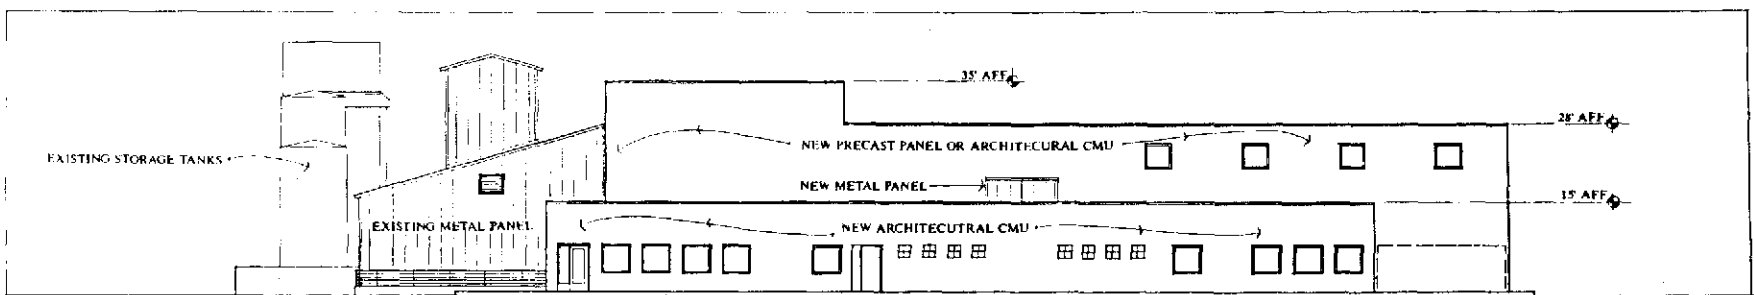 35' AFF
28' AFF
NEW PRECAST PANEL OR ARCHITECURAL CMU
EXISTING STORAGE TANKS
NEW METAL PANEL
15' AFF
EXISTING METAL PANEL
NEW ARCHITECUTRAL CMU